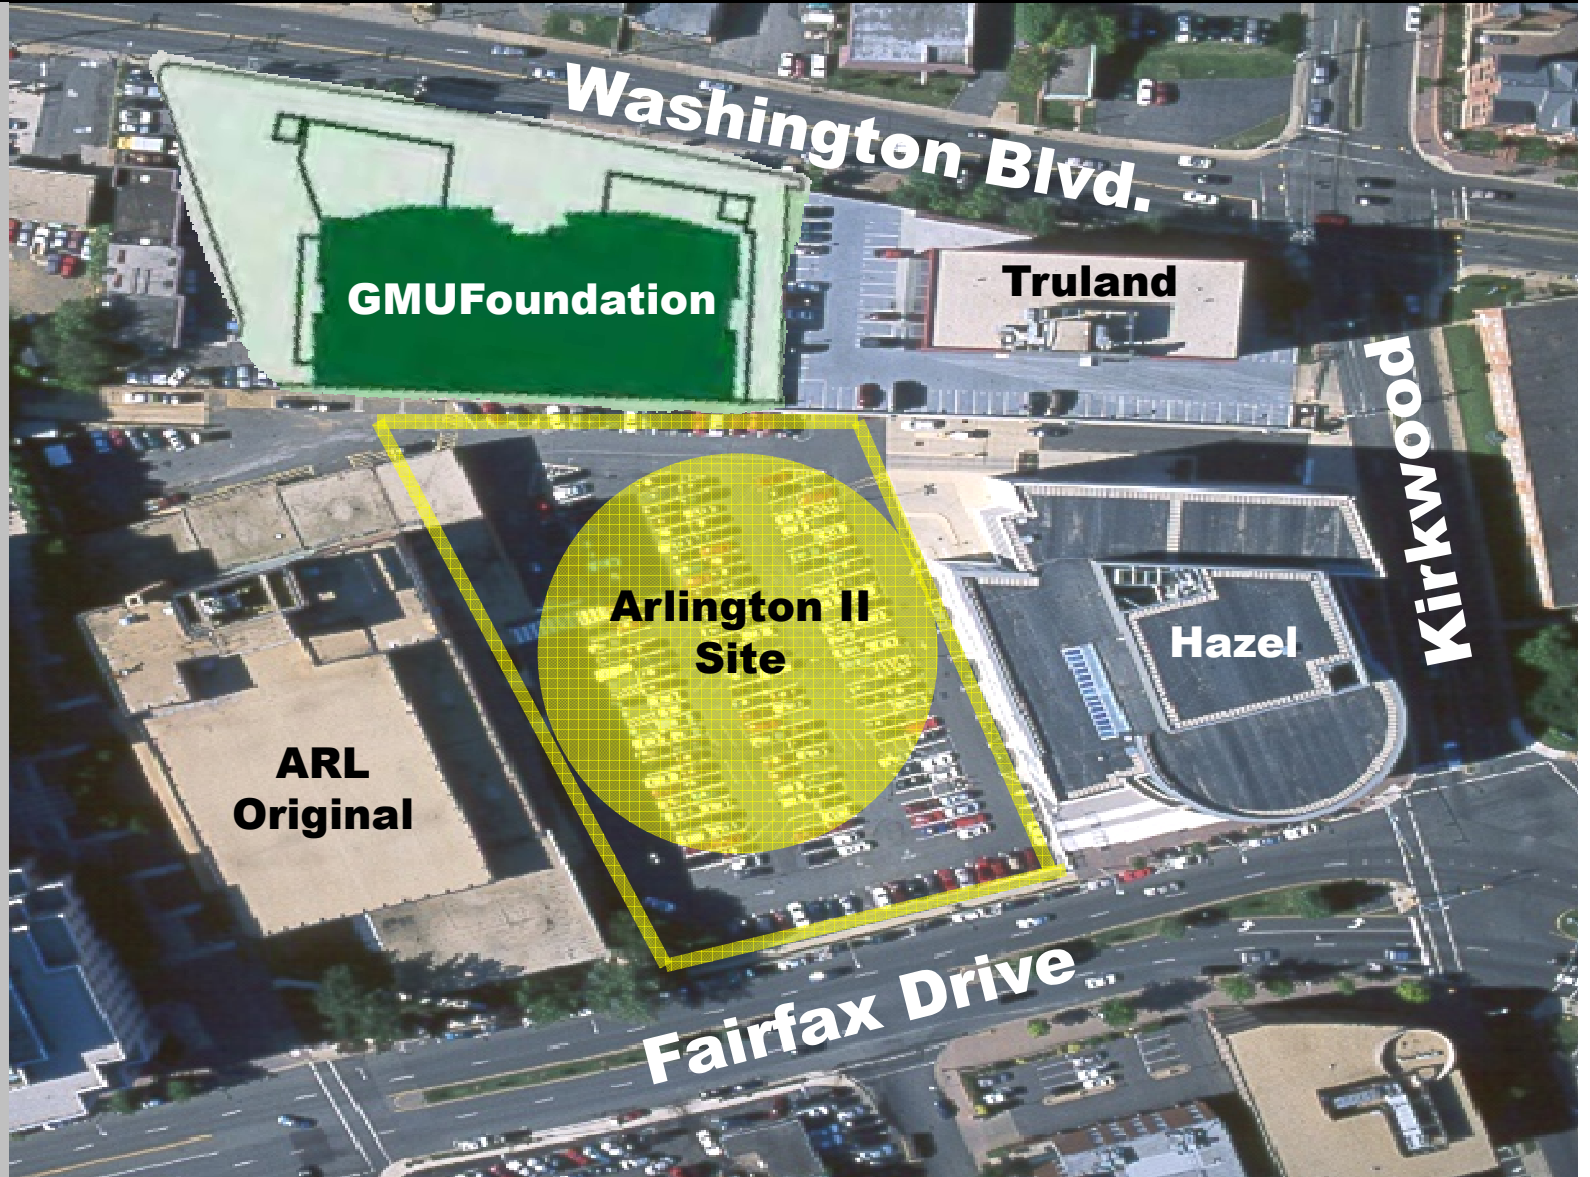 Washington Blvd.
GMUFoundation
Truland
Kirkwood
Arlington II
Site
Hazel
ARL
Original
Fairfax Drive